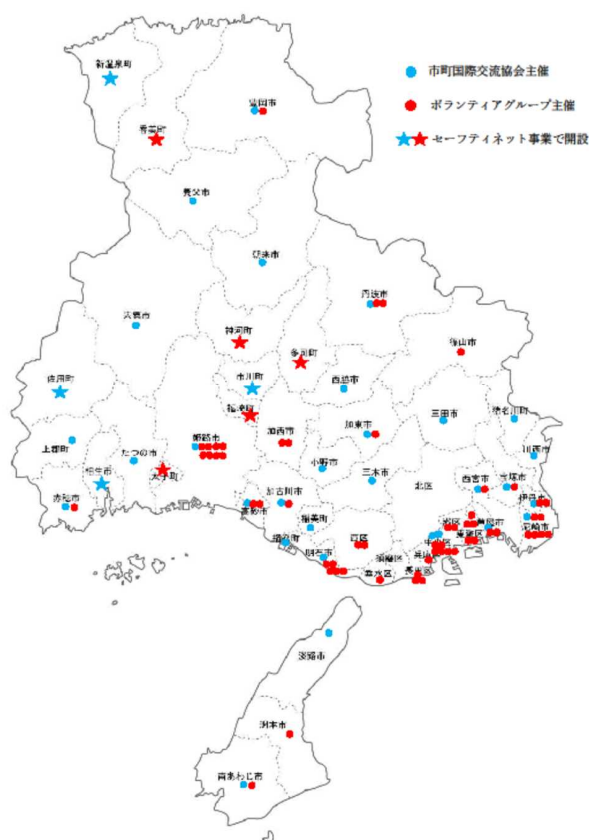 市町国際交流協会主催
ボランティアグループ主催
セーフティネット事業で開設
新温泉町
香美町
豊岡市
養父市
朝来市
丹波市
宍粟市
神河町
多可町
篠山市
佐用町
市川町
西脇市
福崎町
加西市
加東市
三田市
猪名川町
上郡町
姫路市
たつの市
相生市
太子町
小野市
三木市
北区
川西市
西宮市
宝塚市
伊丹市
赤穂市
高砂市
加古川市
稲美町
播磨町
明石市
西区
須磨区
垂水区
長田区
兵庫区
中央区
灘区
東灘区
芦屋市
尼崎市
淡路市
洲本市
南あわじ市